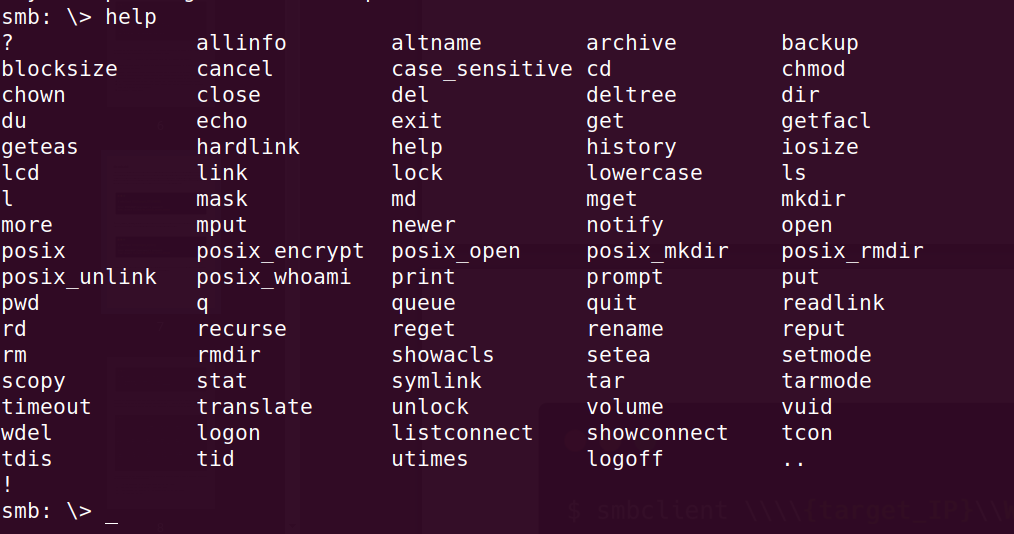 smb: \> help
? allinfo altname archive backup
blocksize cancel case_sensitive cd chmod
chown close del deltree dir
du echo exit get getfacl
geteas hardlink help history iosize
lcd link lock lowercase ls
l mask md mget mkdir
more mput newer notify open
posix posix_encrypt posix_open posix_mkdir posix_rmdir
posix_unlink posix_whoami print prompt put
pwd q queue quit readlink
rd recurse reget rename reput
rm rmdir showacls setea setmode
scopy stat symlink tar tarmode
timeout translate unlock volume vuid
wdel logon listconnect showconnect tcon
tdis tid utimes logoff ..
!
smb: \> _
$ smbclient \\\\{target_IP}\\